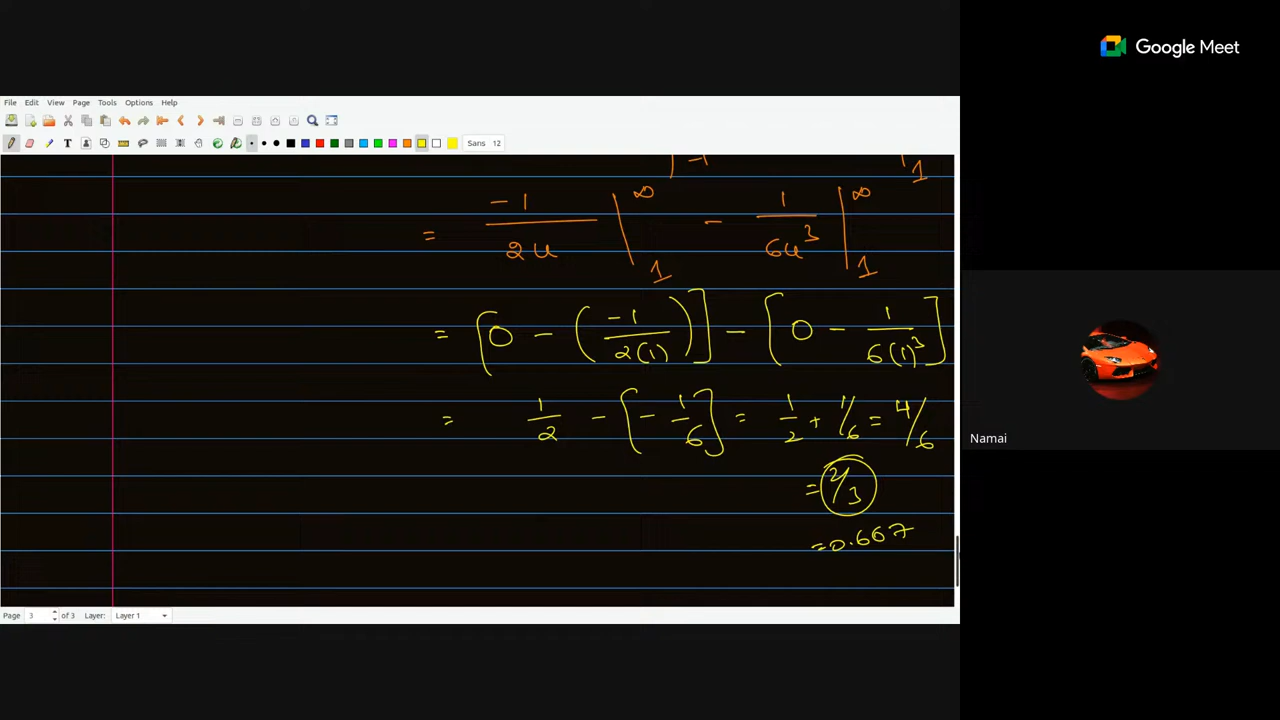 Google Meet
File Edit View Page Tools Options Help
Sans 12
-1 1
= -1/2u |₁^∞ - 1/6u³ |₁^∞
= [0 - (-1/2(1))] - [0 - 1/6(1)³]
= 1/2 - [-1/6] = 1/2 + 1/6 = 4/6
= 2/3
= 0.667
Namai
Page 3 of 3 Layer: Layer 1